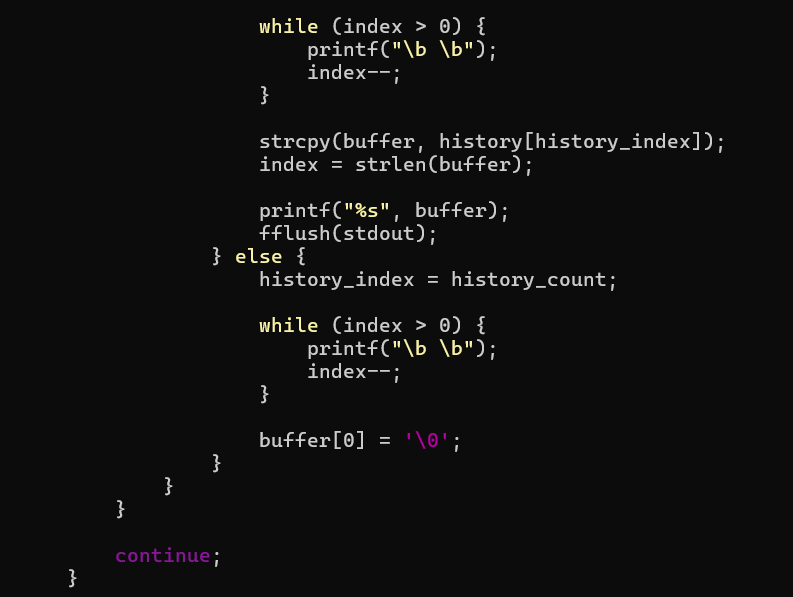 while (index > 0) {
printf("\b \b");
index--;
}
strcpy(buffer, history[history_index]);
index = strlen(buffer);
printf("%s", buffer);
fflush(stdout);
} else {
history_index = history_count;
while (index > 0) {
printf("\b \b");
index--;
}
buffer[0] = '\0';
}
}
}
continue;
}